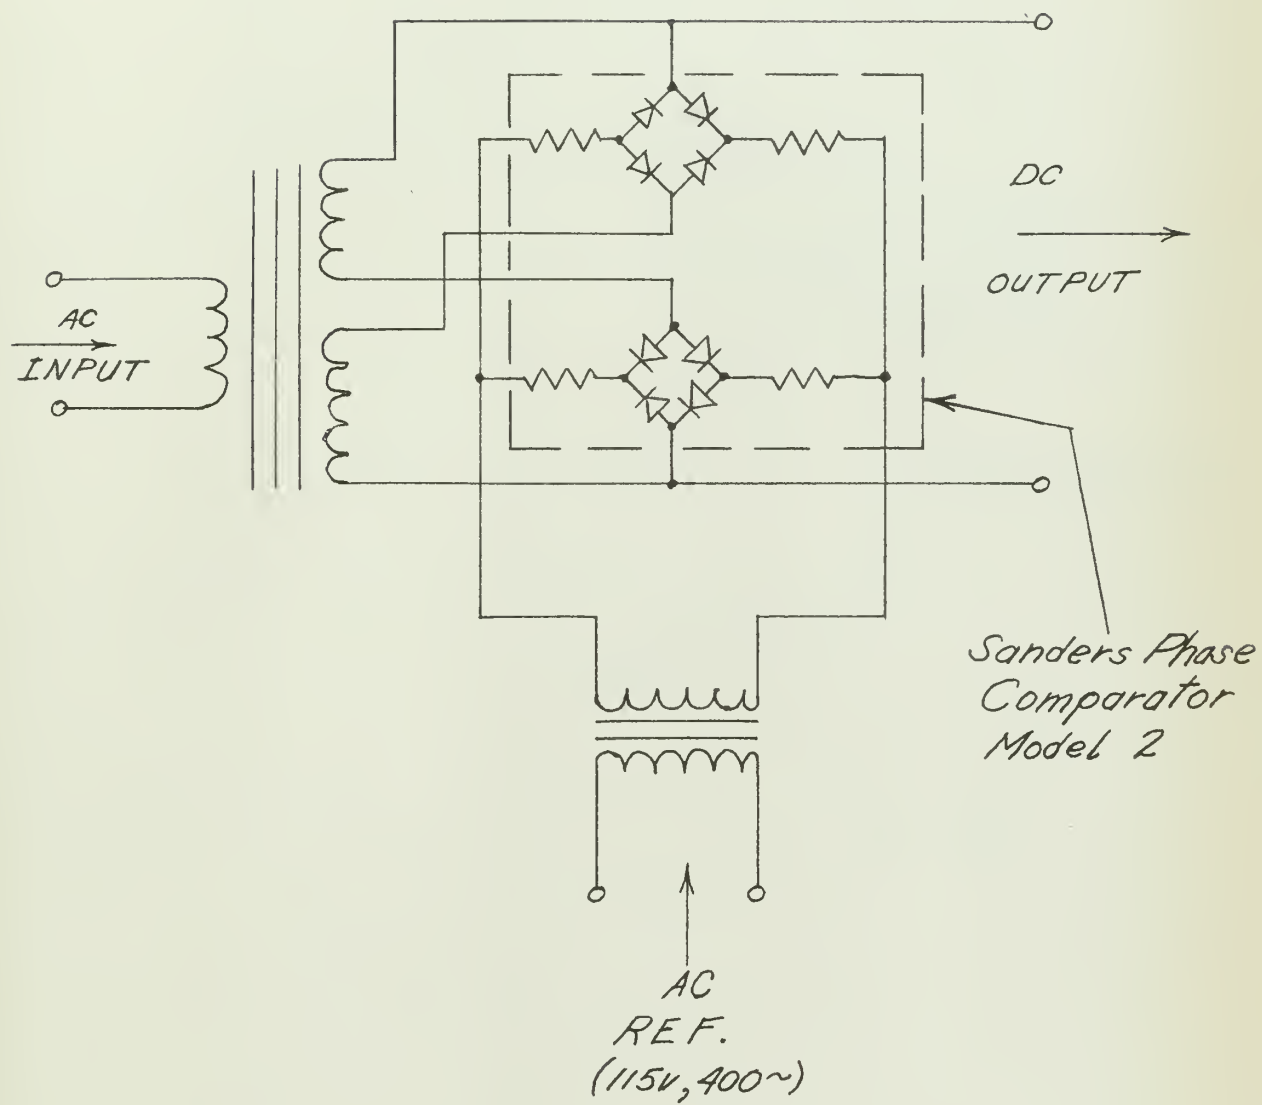 DC
OUTPUT
AC
INPUT
Sanders Phase
Comparator
Model 2
AC
REF.
(115V, 400~)